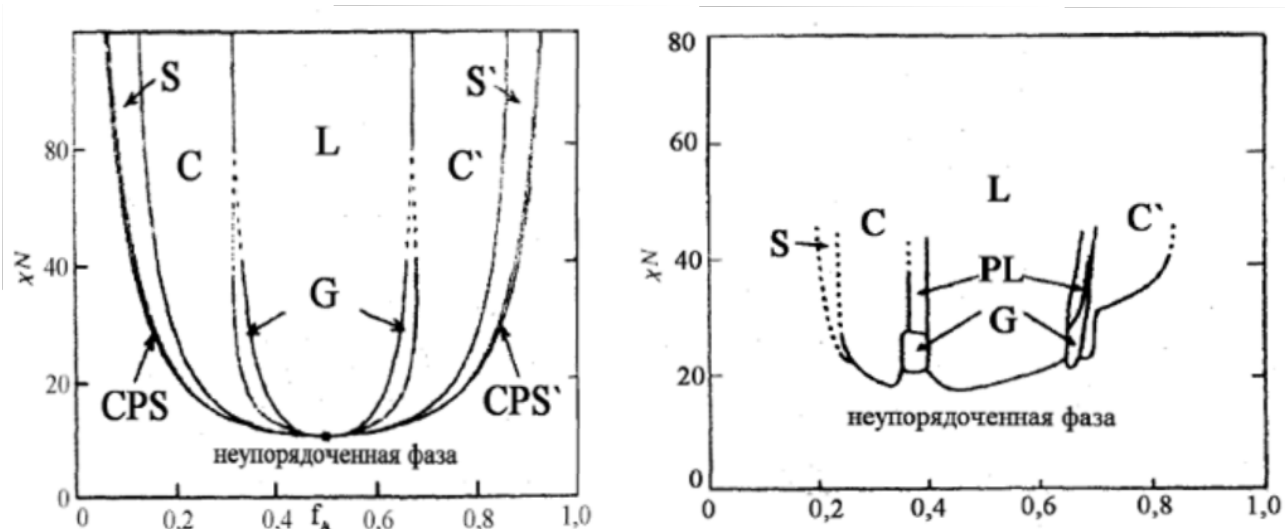 S
S`
C
L
C`
G
CPS
CPS`
неупорядоченная фаза
χN
80
40
20
0
0
0,2
0,4
0,6
0,8
1,0
f_A
80
60
40
20
0
χN
L
C
C`
S
PL
G
неупорядоченная фаза
0
0,2
0,4
0,6
0,8
1,0